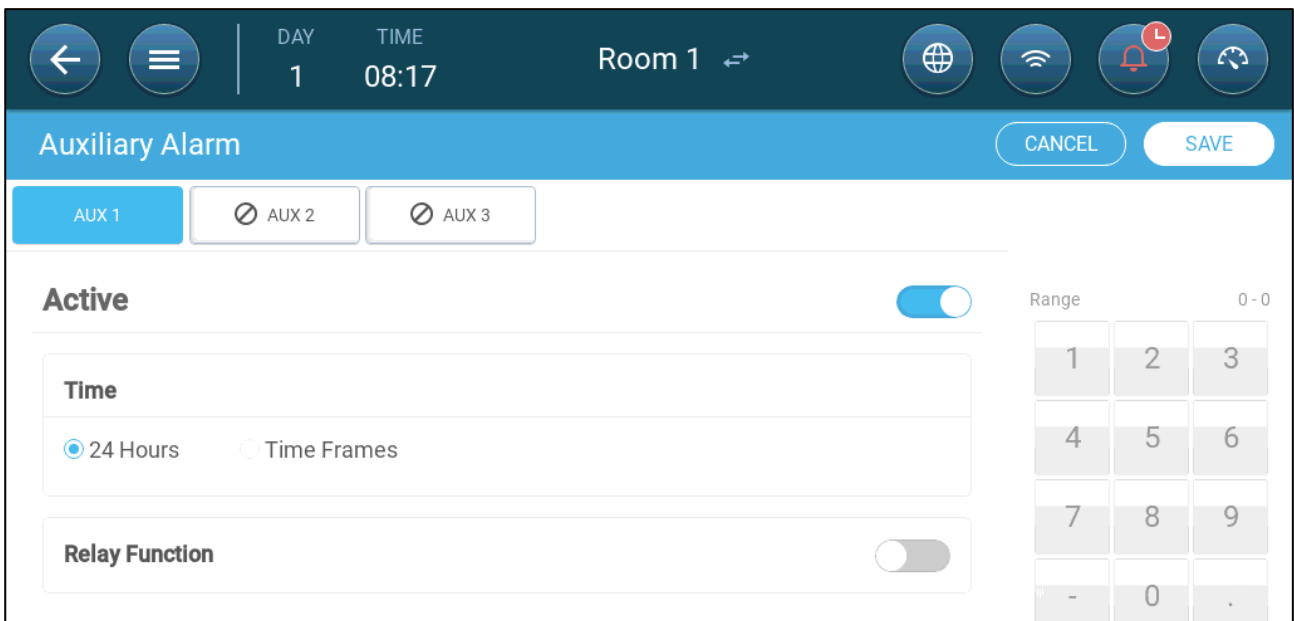 DAY TIME
1 08:17
Room 1
Auxiliary Alarm
CANCEL SAVE
AUX 1 AUX 2 AUX 3
Active
Range 0 - 0
Time
24 Hours Time Frames
Relay Function
1 2 3
4 5 6
7 8 9
- 0 .